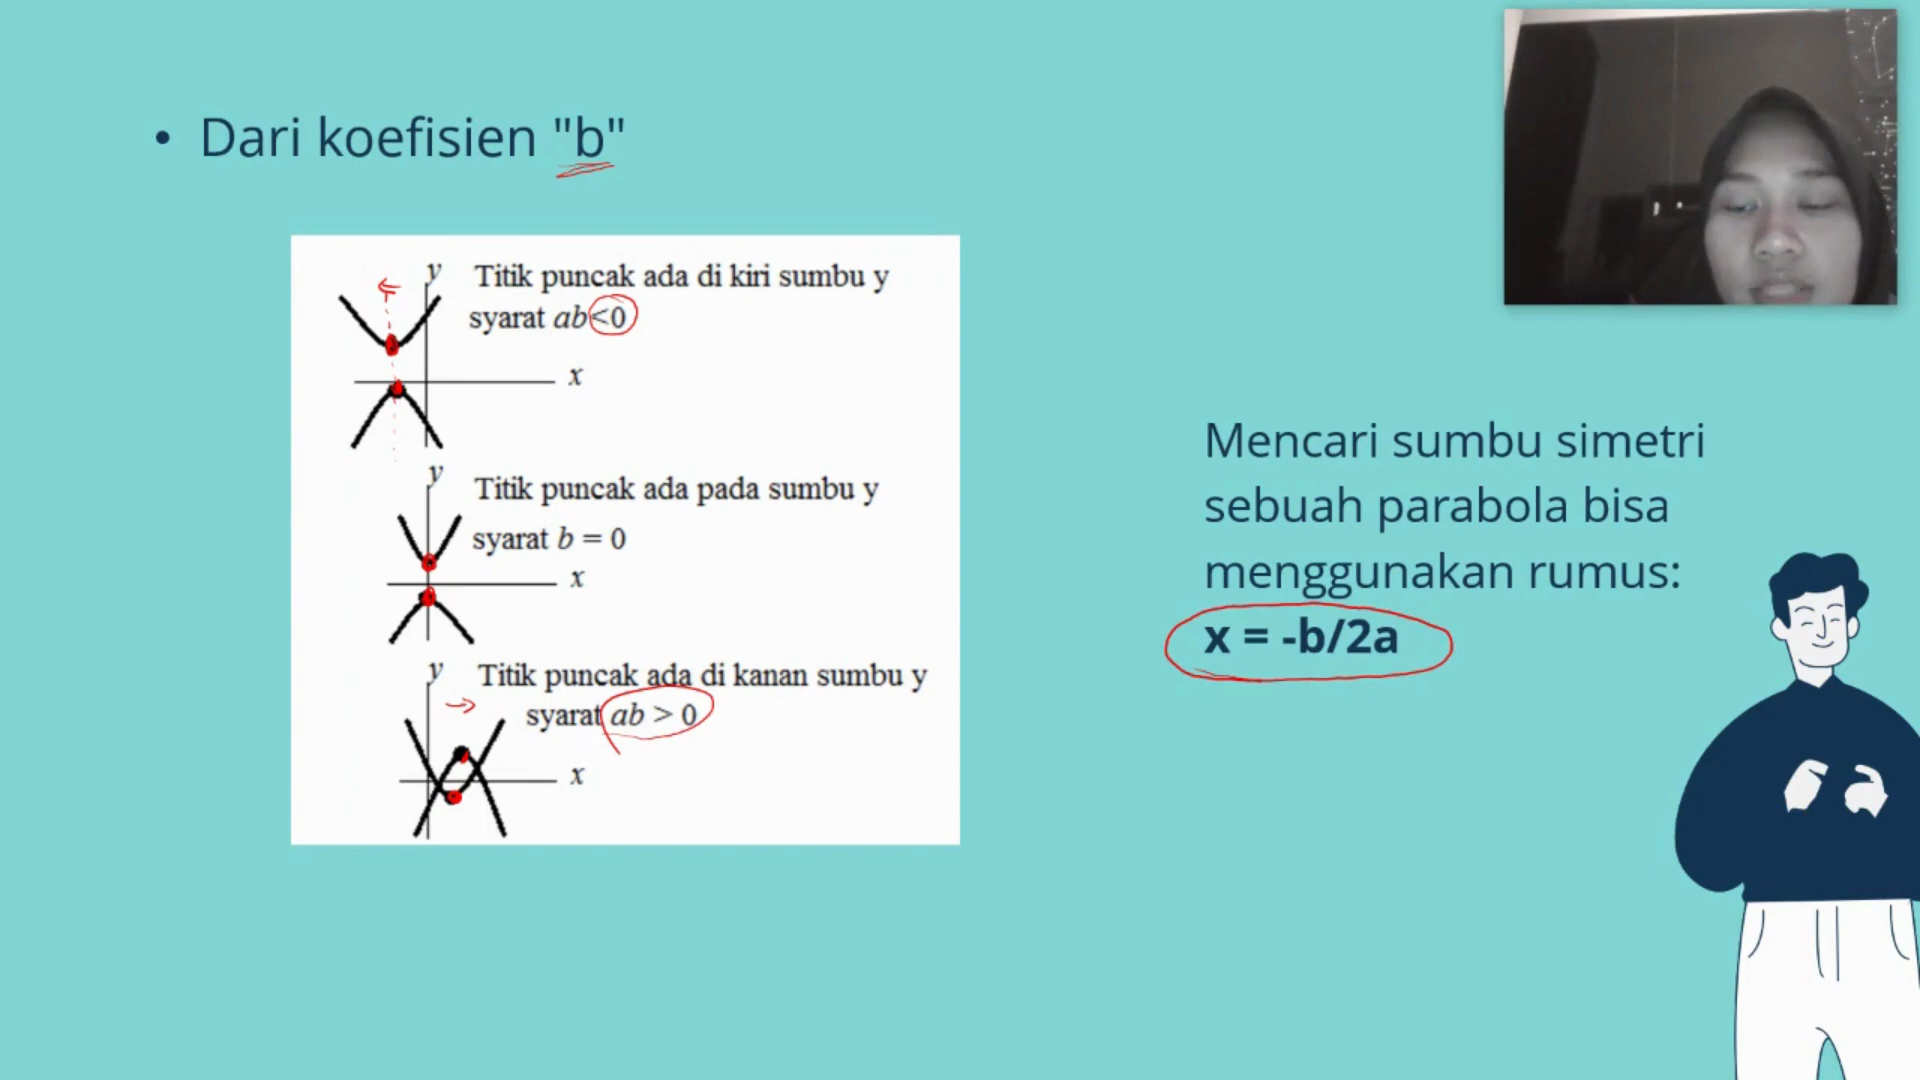 • Dari koefisien "b"
y
Titik puncak ada di kiri sumbu y
syarat ab<0
x
y
Titik puncak ada pada sumbu y
syarat b = 0
x
y
Titik puncak ada di kanan sumbu y
syarat ab > 0
x
Mencari sumbu simetri
sebuah parabola bisa
menggunakan rumus:
x = -b/2a